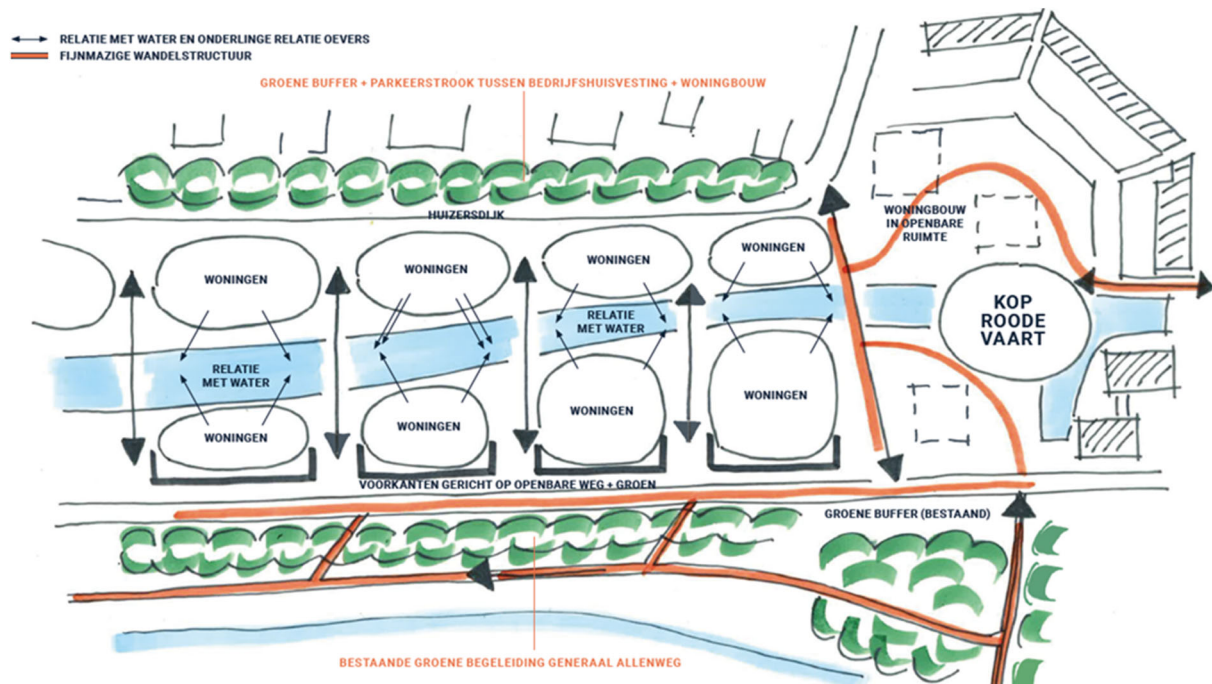 RELATIE MET WATER EN ONDERLINGE RELATIE OEVERS
FIJNMAZIGE WANDELSTRUCTUUR
GROENE BUFFER + PARKEERSTROOK TUSSEN BEDRIJFSHUISVESTING + WONINGBOUW
HUIZERSDIJK
WONINGBOUW
IN OPENBARE
RUIMTE
WONINGEN
WONINGEN
WONINGEN
WONINGEN
KOP
ROODE
VAART
RELATIE
MET WATER
RELATIE
MET WATER
WONINGEN
WONINGEN
WONINGEN
WONINGEN
VOORKANTEN GERICHT OP OPENBARE WEG + GROEN
GROENE BUFFER (BESTAAND)
BESTAANDE GROENE BEGELEIDING GENERAAL ALLENWEG